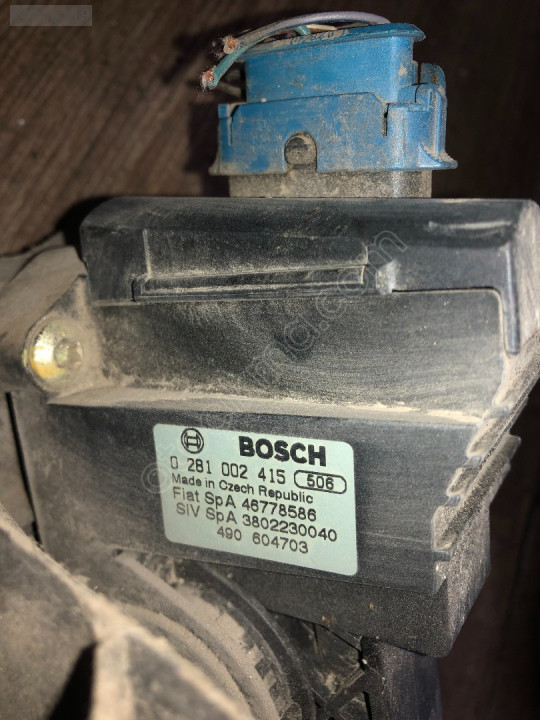 BOSCH
0 281 002 415 506
Made in Czech Republic
Fiat SpA 46778586
SIV SpA 3802230040
490 604703